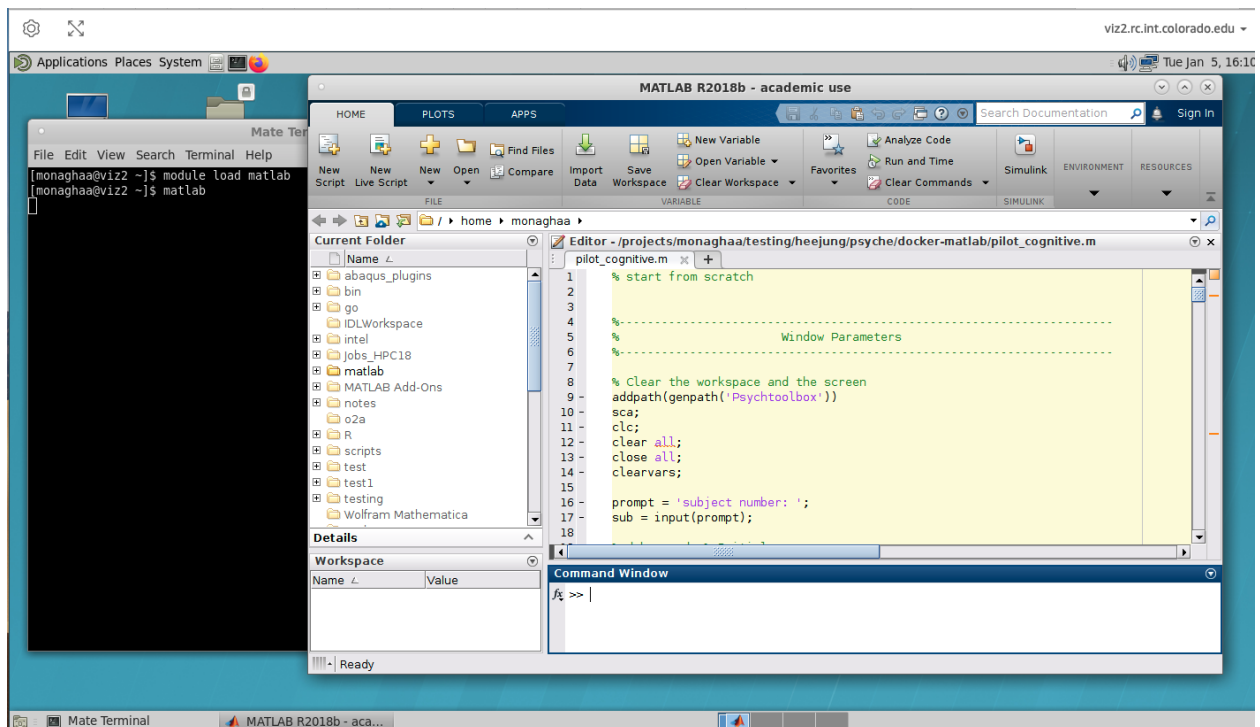 viz2.rc.int.colorado.edu
Applications Places System
Tue Jan 5, 16:10
Mate Ter
File Edit View Search Terminal Help
[monaghaa@viz2 ~]$ module load matlab
[monaghaa@viz2 ~]$ matlab
MATLAB R2018b - academic use
HOME PLOTS APPS
Search Documentation
Sign In
New Script
New Live Script
New
Open
Find Files
Compare
Import Data
Save Workspace
New Variable
Open Variable
Clear Workspace
Favorites
Analyze Code
Run and Time
Clear Commands
Simulink
ENVIRONMENT
RESOURCES
FILE VARIABLE CODE SIMULINK
/ home monaghaa
Current Folder
Name
abaqus_plugins
bin
go
IDLWorkspace
intel
Jobs_HPC18
matlab
MATLAB Add-Ons
notes
o2a
R
scripts
test
test1
testing
Wolfram Mathematica
Details
Workspace
Name Value
Editor - /projects/monaghaa/testing/heejung/psyche/docker-matlab/pilot_cognitive.m
pilot_cognitive.m
1 % start from scratch
2
3
4 %----------------------------------------------------------------------
5 % Window Parameters
6 %----------------------------------------------------------------------
7
8 % Clear the workspace and the screen
9 - addpath(genpath('Psychtoolbox'))
10 - sca;
11 - clc;
12 - clear all;
13 - close all;
14 - clearvars;
15
16 - prompt = 'subject number: ';
17 - sub = input(prompt);
18
Command Window
fx >>
Ready
Mate Terminal
MATLAB R2018b - aca...